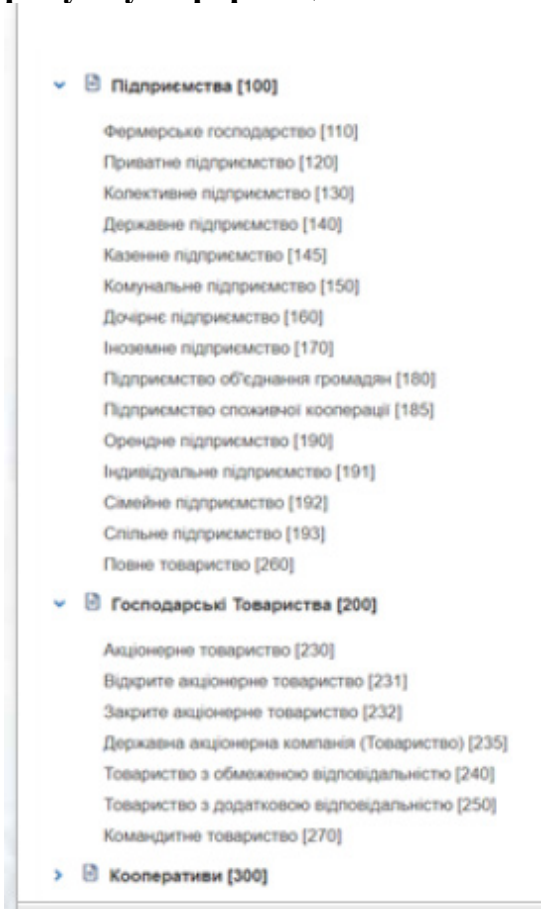 Підприємства [100]
Фермерське господарство [110]
Приватне підприємство [120]
Колективне підприємство [130]
Державне підприємство [140]
Казенне підприємство [145]
Комунальне підприємство [150]
Дочірнє підприємство [160]
Іноземне підприємство [170]
Підприємство об'єднання громадян [180]
Підприємство споживчої кооперації [185]
Орендне підприємство [190]
Індивідуальне підприємство [191]
Сімейне підприємство [192]
Спільне підприємство [193]
Повне товариство [260]
Господарські Товариства [200]
Акціонерне товариство [230]
Відкрите акціонерне товариство [231]
Закрите акціонерне товариство [232]
Державна акціонерна компанія (Товариство) [235]
Товариство з обмеженою відповідальністю [240]
Товариство з додатковою відповідальністю [250]
Командитне товариство [270]
Кооперативи [300]